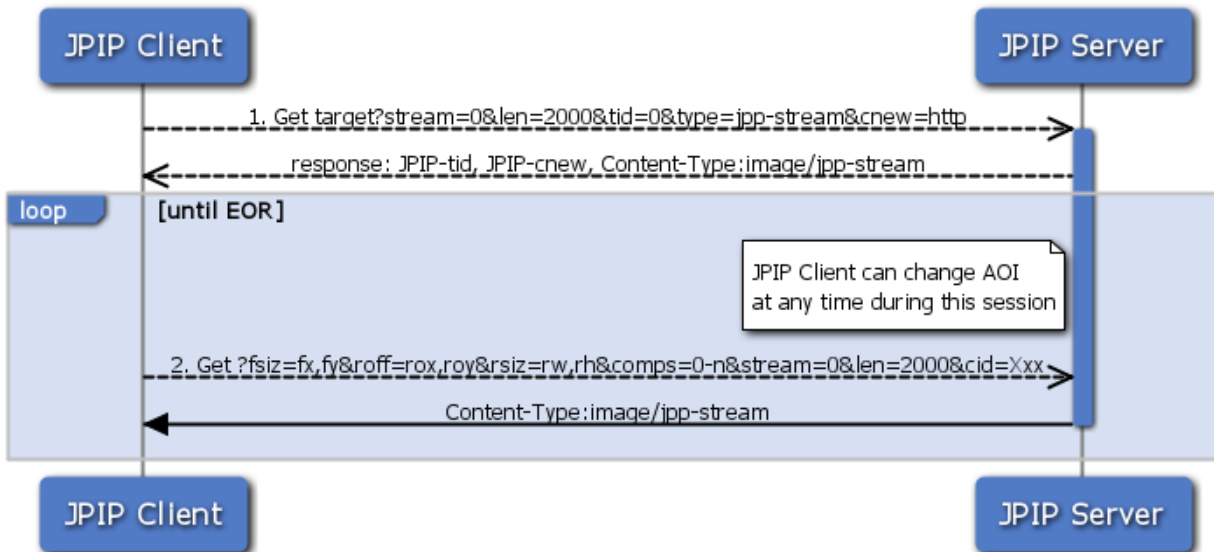 JPIP Client
JPIP Server
1. Get target?stream=0&len=2000&tid=0&type=jpp-stream&cnew=http
response: JPIP-tid, JPIP-cnew, Content-Type:image/jpp-stream
loop
[until EOR]
JPIP Client can change AOI
at any time during this session
2. Get ?fsiz=fx,fy&roff=rox,roy&rsiz=rw,rh&comps=0-n&stream=0&len=2000&cid=Xxx
Content-Type:image/jpp-stream
JPIP Client
JPIP Server